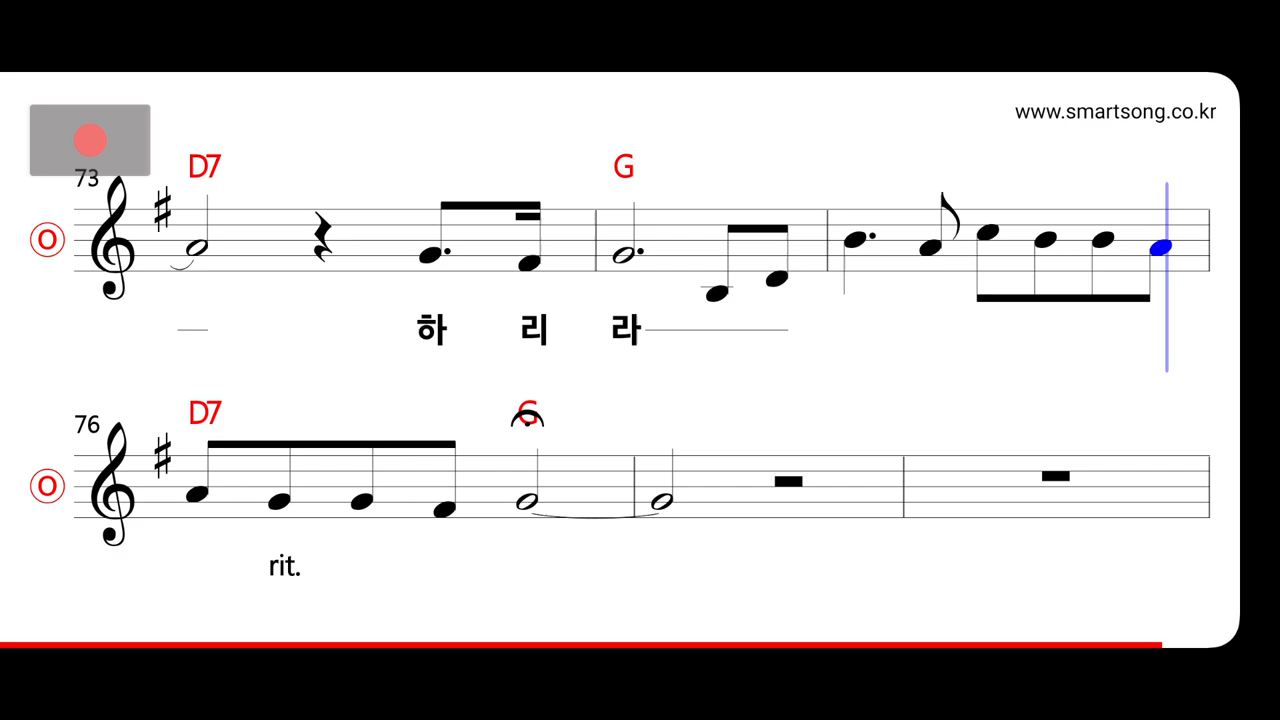 www.smartsong.co.kr
73
D7 G
O
하 리 라
76
D7 G
O
rit.